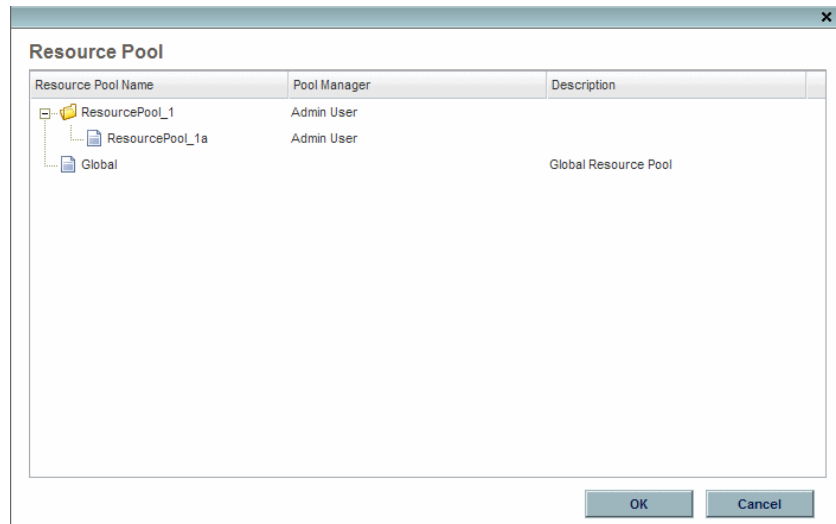 Resource Pool
Resource Pool Name Pool Manager Description
ResourcePool_1 Admin User
ResourcePool_1a Admin User
Global Global Resource Pool
OK Cancel